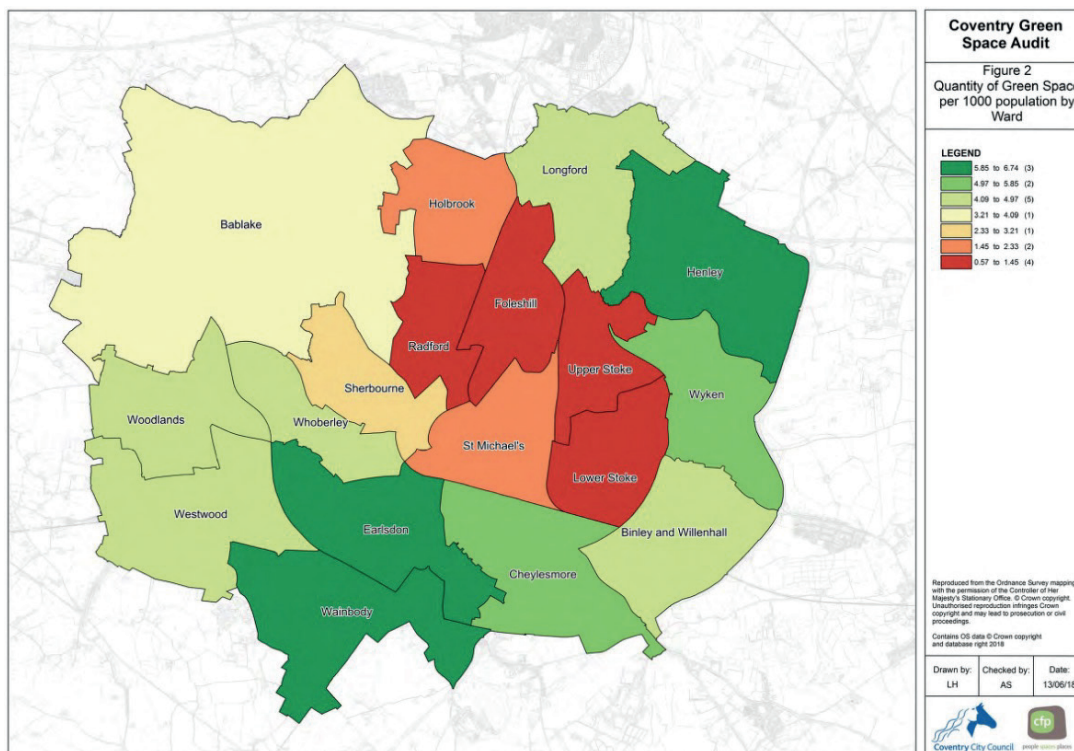 Coventry Green
Space Audit
Figure 2
Quantity of Green Space
per 1000 population by
Ward
LEGEND
5.85 to 6.74 (3)
4.97 to 5.85 (2)
4.09 to 4.97 (5)
3.21 to 4.09 (1)
2.33 to 3.21 (1)
1.45 to 2.33 (2)
0.57 to 1.45 (4)
Longford
Holbrook
Bablake
Henley
Foleshill
Radford
Upper Stoke
Sherbourne
Wyken
Woodlands
Whoberley
St Michael's
Lower Stoke
Westwood
Earlsdon
Binley and Willenhall
Cheylesmore
Wainbody
Reproduced from the Ordnance Survey mapping
with the permission of the Controller of Her
Majesty's Stationary Office. © Crown copyright.
Unauthorised reproduction infringes Crown
copyright and may lead to prosecution or civil
proceedings.
Contains OS data © Crown copyright
and database right 2018
Drawn by:
LH
Checked by:
AS
Date:
13/06/18
Coventry City Council
cfp
people spaces places